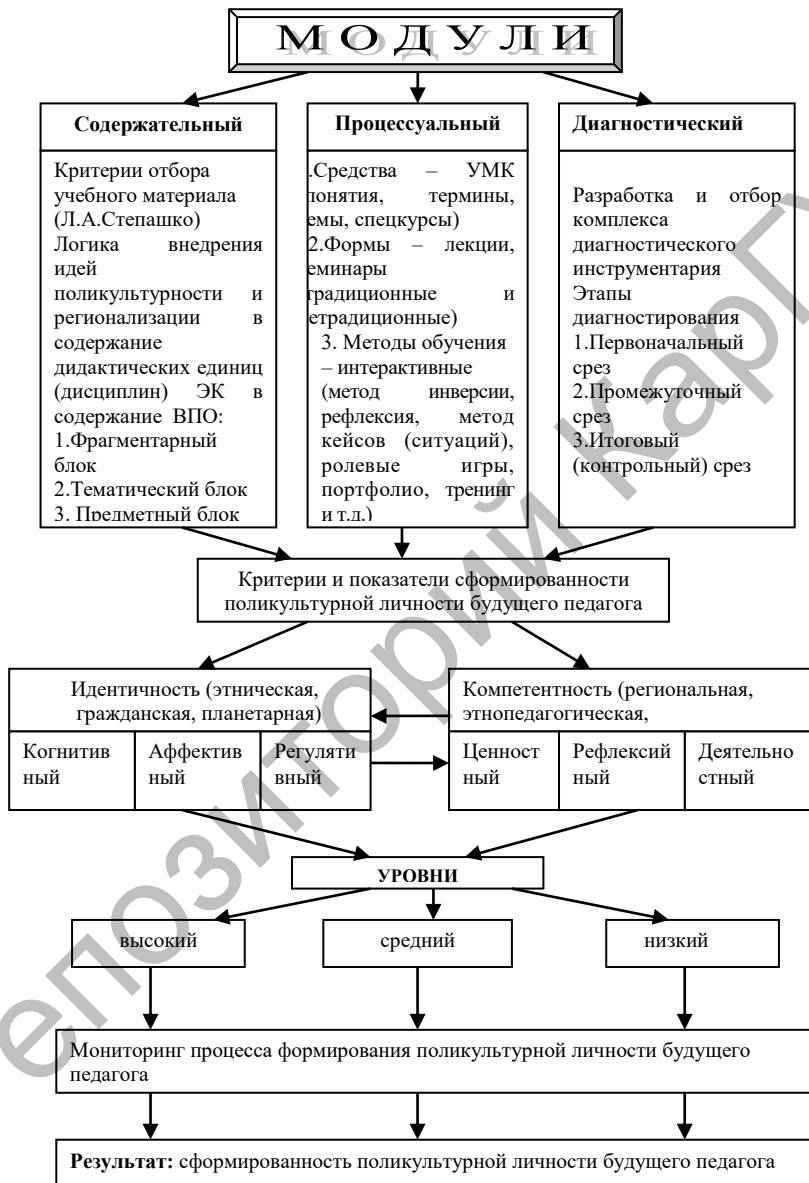 МОДУЛИ
Содержательный
Критерии отбора
учебного материала
(Л.А.Степашко)
Логика внедрения
идей
поликультурности и
регионализации в
содержание
дидактических единиц
(дисциплин) ЭК в
содержание ВПО:
1.Фрагментарный
блок
2.Тематический блок
3. Предметный блок
Процессуальный
.Средства – УМК
понятия, термины,
емы, спецкурсы)
2.Формы – лекции,
еминары
традиционные и
етрадиционные)
3. Методы обучения
– интерактивные
(метод инверсии,
рефлексия, метод
кейсов (ситуаций),
ролевые игры,
портфолио, тренинг
и т.д.)
Диагностический
Разработка и отбор
комплекса
диагностического
инструментария
Этапы
диагностирования
1.Первоначальный
срез
2.Промежуточный
срез
3.Итоговый
(контрольный) срез
Критерии и показатели сформированности
поликультурной личности будущего педагога
Идентичность (этническая,
гражданская, планетарная)
Когнитив
ный
Аффектив
ный
Регуляти
вный
Компетентность (региональная,
этнопедагогическая,
Ценност
ный
Рефлексий
ный
Деятельно
стный
УРОВНИ
высокий
средний
низкий
Мониторинг процесса формирования поликультурной личности будущего
педагога
Результат: сформированность поликультурной личности будущего педагога
епозиторий КарГУ